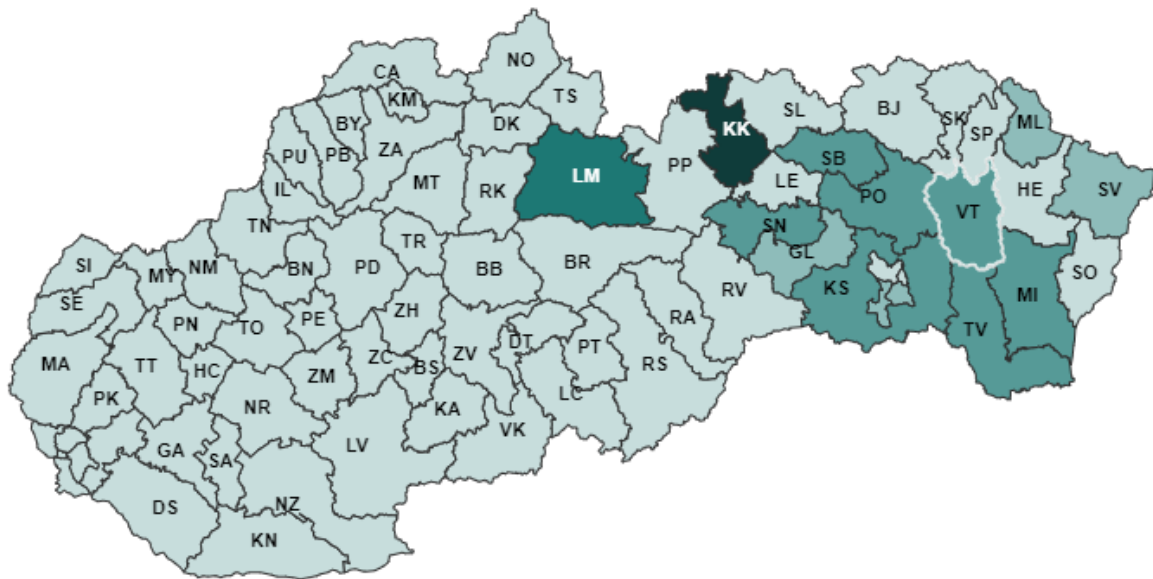 NO
CA
TS
KM
BY
DK
PU
PB
ZA
IL
MT
RK
LM
PP
KK
SL
BJ
SK
SP
ML
SB
LE
PO
HE
SV
VT
TN
TR
SN
GL
SI
MY
NM
BN
PD
BB
BR
SE
RV
KS
MI
SO
PN
TO
PE
ZH
RA
TV
MA
TT
HC
ZM
ZC
BS
ZV
DT
PT
RS
PK
NR
KA
LC
VK
GA
SA
LV
DS
NZ
KN